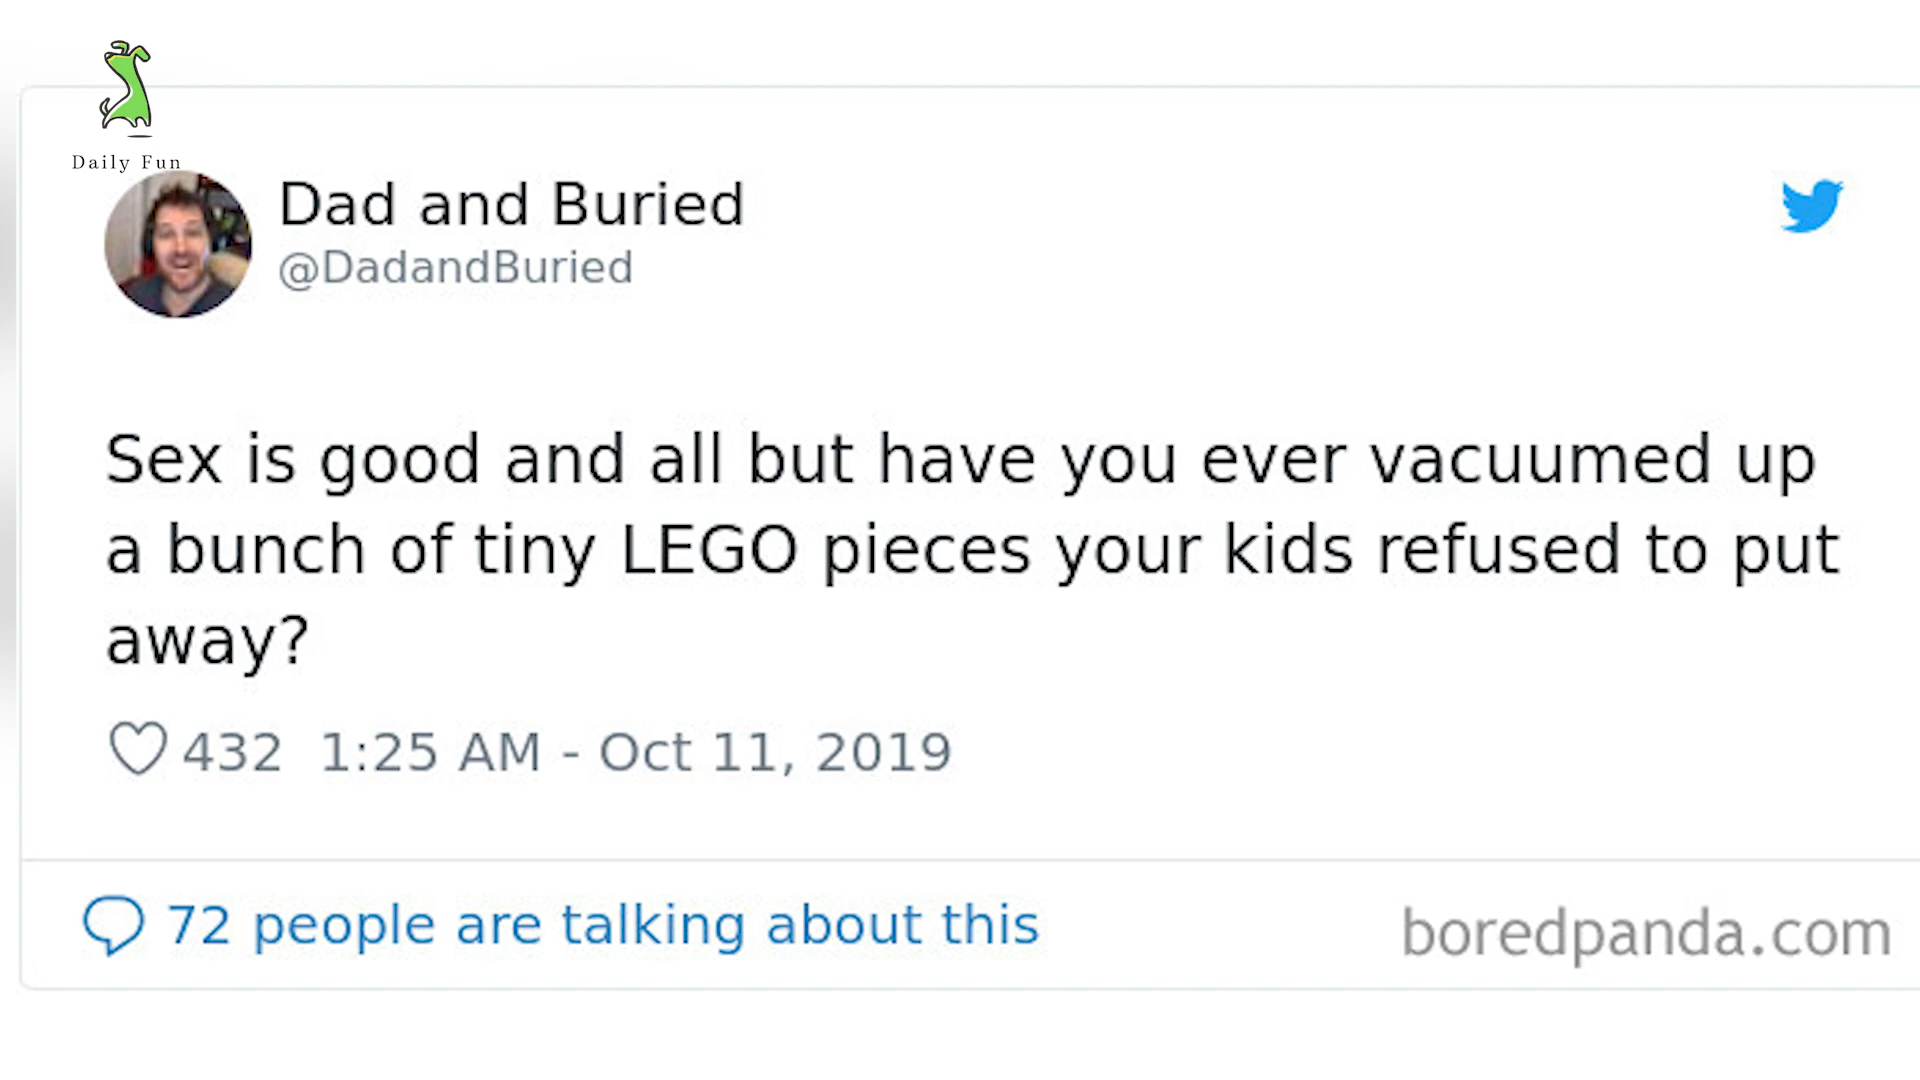 Daily Fun
Dad and Buried
@DadandBuried
Sex is good and all but have you ever vacuumed up
a bunch of tiny LEGO pieces your kids refused to put
away?
432 1:25 AM - Oct 11, 2019
72 people are talking about this
boredpanda.com